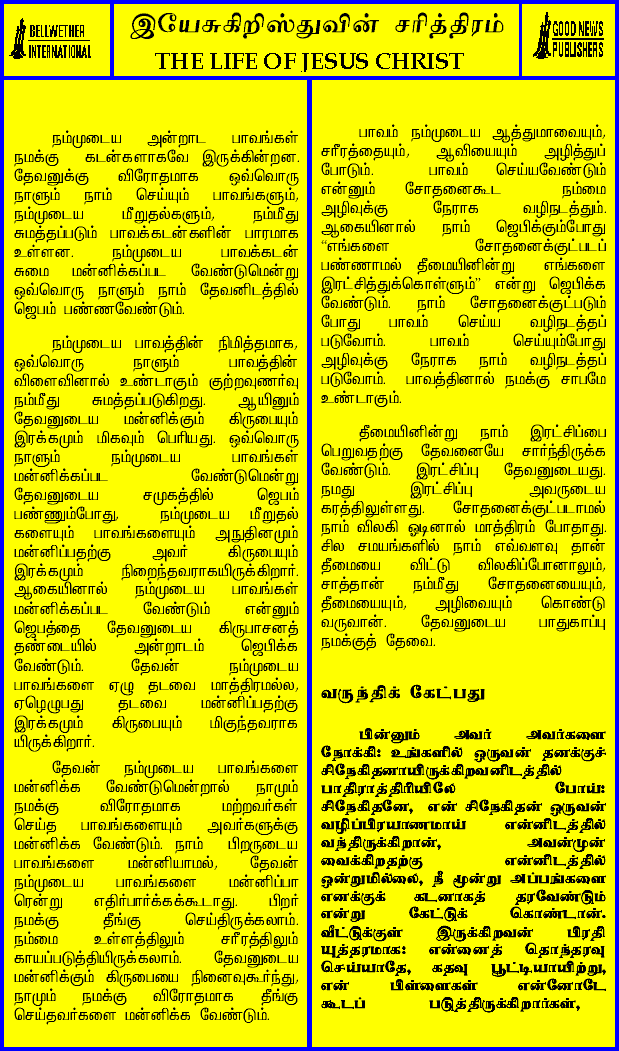 BELLWETHER
INTERNATIONAL
இயேசுகிறிஸ்துவின் சரித்திரம்
THE LIFE OF JESUS CHRIST
GOOD NEWS
PUBLISHERS
நம்முடைய அன்றாட பாவங்கள்
நமக்கு கடன்களாகவே இருக்கின்றன.
தேவனுக்கு விரோதமாக ஒவ்வொரு
நாளும் நாம் செய்யும் பாவங்களும்,
நம்முடைய மீறுதல்களும், நம்மீது
சுமத்தப்படும் பாவக்கடன்களின் பாரமாக
உள்ளன. நம்முடைய பாவக்கடன்
சுமை மன்னிக்கப்பட வேண்டுமென்று
ஒவ்வொரு நாளும் நாம் தேவனிடத்தில்
ஜெபம் பண்ணவேண்டும்.
நம்முடைய பாவத்தின் நிமித்தமாக,
ஒவ்வொரு நாளும் பாவத்தின்
விளைவினால் உண்டாகும் குற்றவுணர்வு
நம்மீது சுமத்தப்படுகிறது. ஆயினும்
தேவனுடைய மன்னிக்கும் கிருபையும்
இரக்கமும் மிகவும் பெரியது. ஒவ்வொரு
நாளும் நம்முடைய பாவங்கள்
மன்னிக்கப்பட வேண்டுமென்று
தேவனுடைய சமுகத்தில் ஜெபம்
பண்ணும்போது, நம்முடைய மீறுதல்
களையும் பாவங்களையும் அநுதினமும்
மன்னிப்பதற்கு அவர் கிருபையும்
இரக்கமும் நிறைந்தவராகயிருக்கிறார்.
ஆகையினால் நம்முடைய பாவங்கள்
மன்னிக்கப்பட வேண்டும் என்னும்
ஜெபத்தை தேவனுடைய கிருபாசனத்
தண்டையில் அன்றாடம் ஜெபிக்க
வேண்டும். தேவன் நம்முடைய
பாவங்களை ஏழு தடவை மாத்திரமல்ல,
ஏழெழுபது தடவை மன்னிப்பதற்கு
இரக்கமும் கிருபையும் மிகுந்தவராக
யிருக்கிறார்.
தேவன் நம்முடைய பாவங்களை
மன்னிக்க வேண்டுமென்றால் நாமும்
நமக்கு விரோதமாக மற்றவர்கள்
செய்த பாவங்களையும் அவர்களுக்கு
மன்னிக்க வேண்டும். நாம் பிறருடைய
பாவங்களை மன்னியாமல், தேவன்
நம்முடைய பாவங்களை மன்னிப்பா
ரென்று எதிர்பார்க்கக்கூடாது. பிறர்
நமக்கு தீங்கு செய்திருக்கலாம்.
நம்மை உள்ளத்திலும் சரீரத்திலும்
காயப்படுத்தியிருக்கலாம். தேவனுடைய
மன்னிக்கும் கிருபையை நினைவுகூர்ந்து,
நாமும் நமக்கு விரோதமாக தீங்கு
செய்தவர்களை மன்னிக்க வேண்டும்.
பாவம் நம்முடைய ஆத்துமாவையும்,
சரீரத்தையும், ஆவியையும் அழித்துப்
போடும். பாவம் செய்யவேண்டும்
என்னும் சோதனைகூட நம்மை
அழிவுக்கு நேராக வழிநடத்தும்.
ஆகையினால் நாம் ஜெபிக்கும்போது
“எங்களை சோதனைக்குட்படப்
பண்ணாமல் தீமையினின்று எங்களை
இரட்சித்துக்கொள்ளும்” என்று ஜெபிக்க
வேண்டும். நாம் சோதனைக்குட்படும்
போது பாவம் செய்ய வழிநடத்தப்
படுவோம். பாவம் செய்யும்போது
அழிவுக்கு நேராக நாம் வழிநடத்தப்
படுவோம். பாவத்தினால் நமக்கு சாபமே
உண்டாகும்.
தீமையினின்று நாம் இரட்சிப்பை
பெறுவதற்கு தேவனையே சார்ந்திருக்க
வேண்டும். இரட்சிப்பு தேவனுடையது.
நமது இரட்சிப்பு அவருடைய
கரத்திலுள்ளது. சோதனைக்குட்படாமல்
நாம் விலகி ஓடினால் மாத்திரம் போதாது.
சில சமயங்களில் நாம் எவ்வளவு தான்
தீமையை விட்டு விலகிப்போனாலும்,
சாத்தான் நம்மீது சோதனையையும்,
தீமையையும், அழிவையும் கொண்டு
வருவான். தேவனுடைய பாதுகாப்பு
நமக்குத் தேவை.
வருந்திக் கேட்பது
பின்னும் அவர் அவர்களை
நோக்கி: உங்களில் ஒருவன் தனக்குச்
சிநேகிதனாயிருக்கிறவனிடத்தில்
பாதிராத்திரியிலே போய்:
சிநேகிதனே, என் சிநேகிதன் ஒருவன்
வழிப்பிரயாணமாய் என்னிடத்தில்
வந்திருக்கிறான், அவன்முன்
வைக்கிறதற்கு என்னிடத்தில்
ஒன்றுமில்லை, நீ மூன்று அப்பங்களை
எனக்குக் கடனாகத் தரவேண்டும்
என்று கேட்டுக் கொண்டான்.
வீட்டுக்குள் இருக்கிறவன் பிரதி
யுத்தரமாக: என்னைத் தொந்தரவு
செய்யாதே, கதவு பூட்டியாயிற்று,
என் பிள்ளைகள் என்னோடே
கூடப் படுத்திருக்கிறார்கள்,